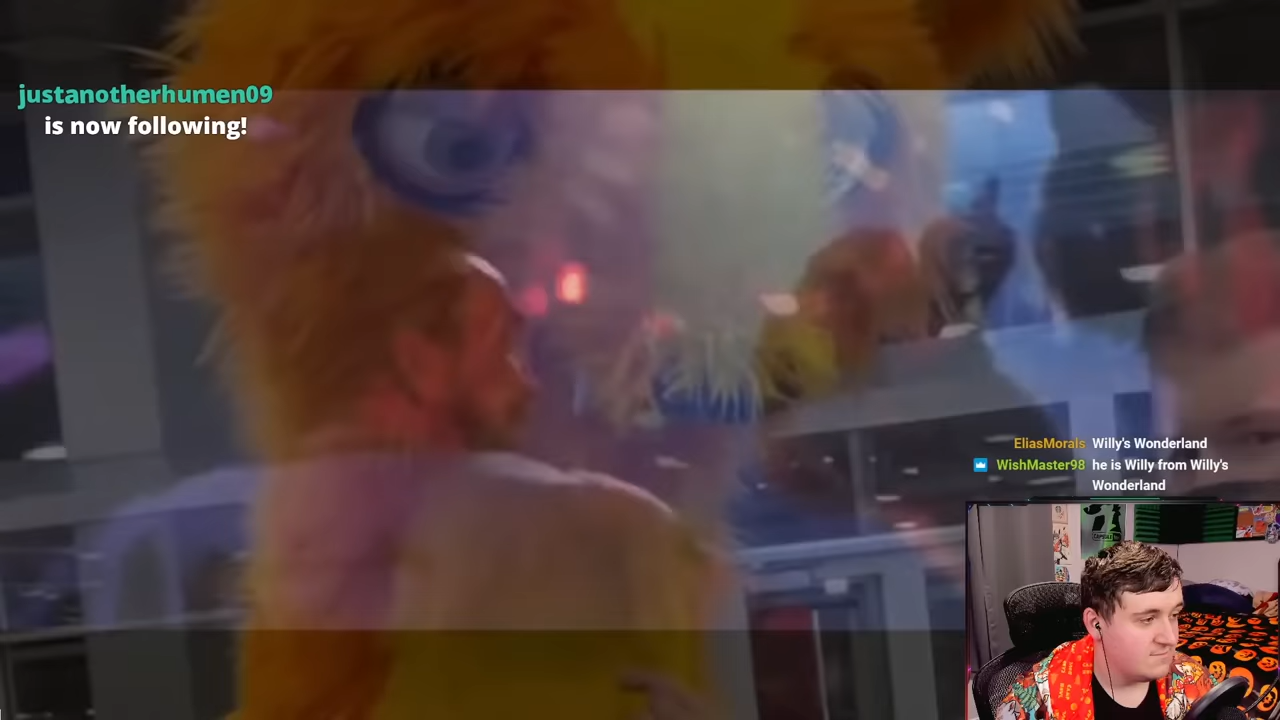 justanotherhumen09
is now following!
EliasMorals Willy's Wonderland
WishMaster98 he is Willy from Willy's
Wonderland